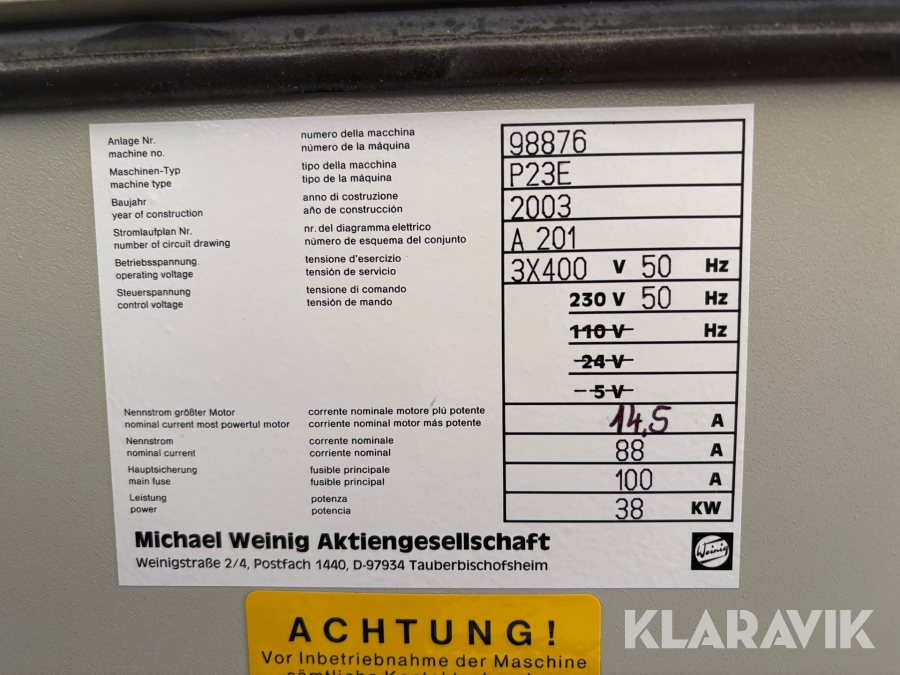 Anlage Nr. numero della macchina 98876
machine no. número de la máquina
Maschinen-Typ tipo della macchina P23E
machine type tipo de la máquina
Baujahr anno di costruzione 2003
year of construction año de construcción
Stromlaufplan Nr. nr. del diagramma elettrico A 201
number of circuit drawing número de esquema del conjunto
Betriebsspannung. tensione d'esercizio 3X400 V 50 Hz
operating voltage tensión de servicio
Steuerspannung tensione di comando 230 V 50 Hz
control voltage tensión de mando
110 V Hz
24 V
5 V
Nennstrom größter Motor corrente nominale motore plú potente 14,5 A
nominal current most powertul motor corriente nominal motor más potente
Nennstrom corrente nominale 88 A
nominal current corriente nominal
Hauptsicherung fusible principale 100 A
main fuse fusible principal
Leistung potenza 38 KW
power potencia
Michael Weinig Aktiengesellschaft
Weinigstraße 2/4, Postfach 1440, D-97934 Tauberbischofsheim
Weinig
ACHTUNG!
Vor Inbetriebnahme der Maschine
KLARAVIK